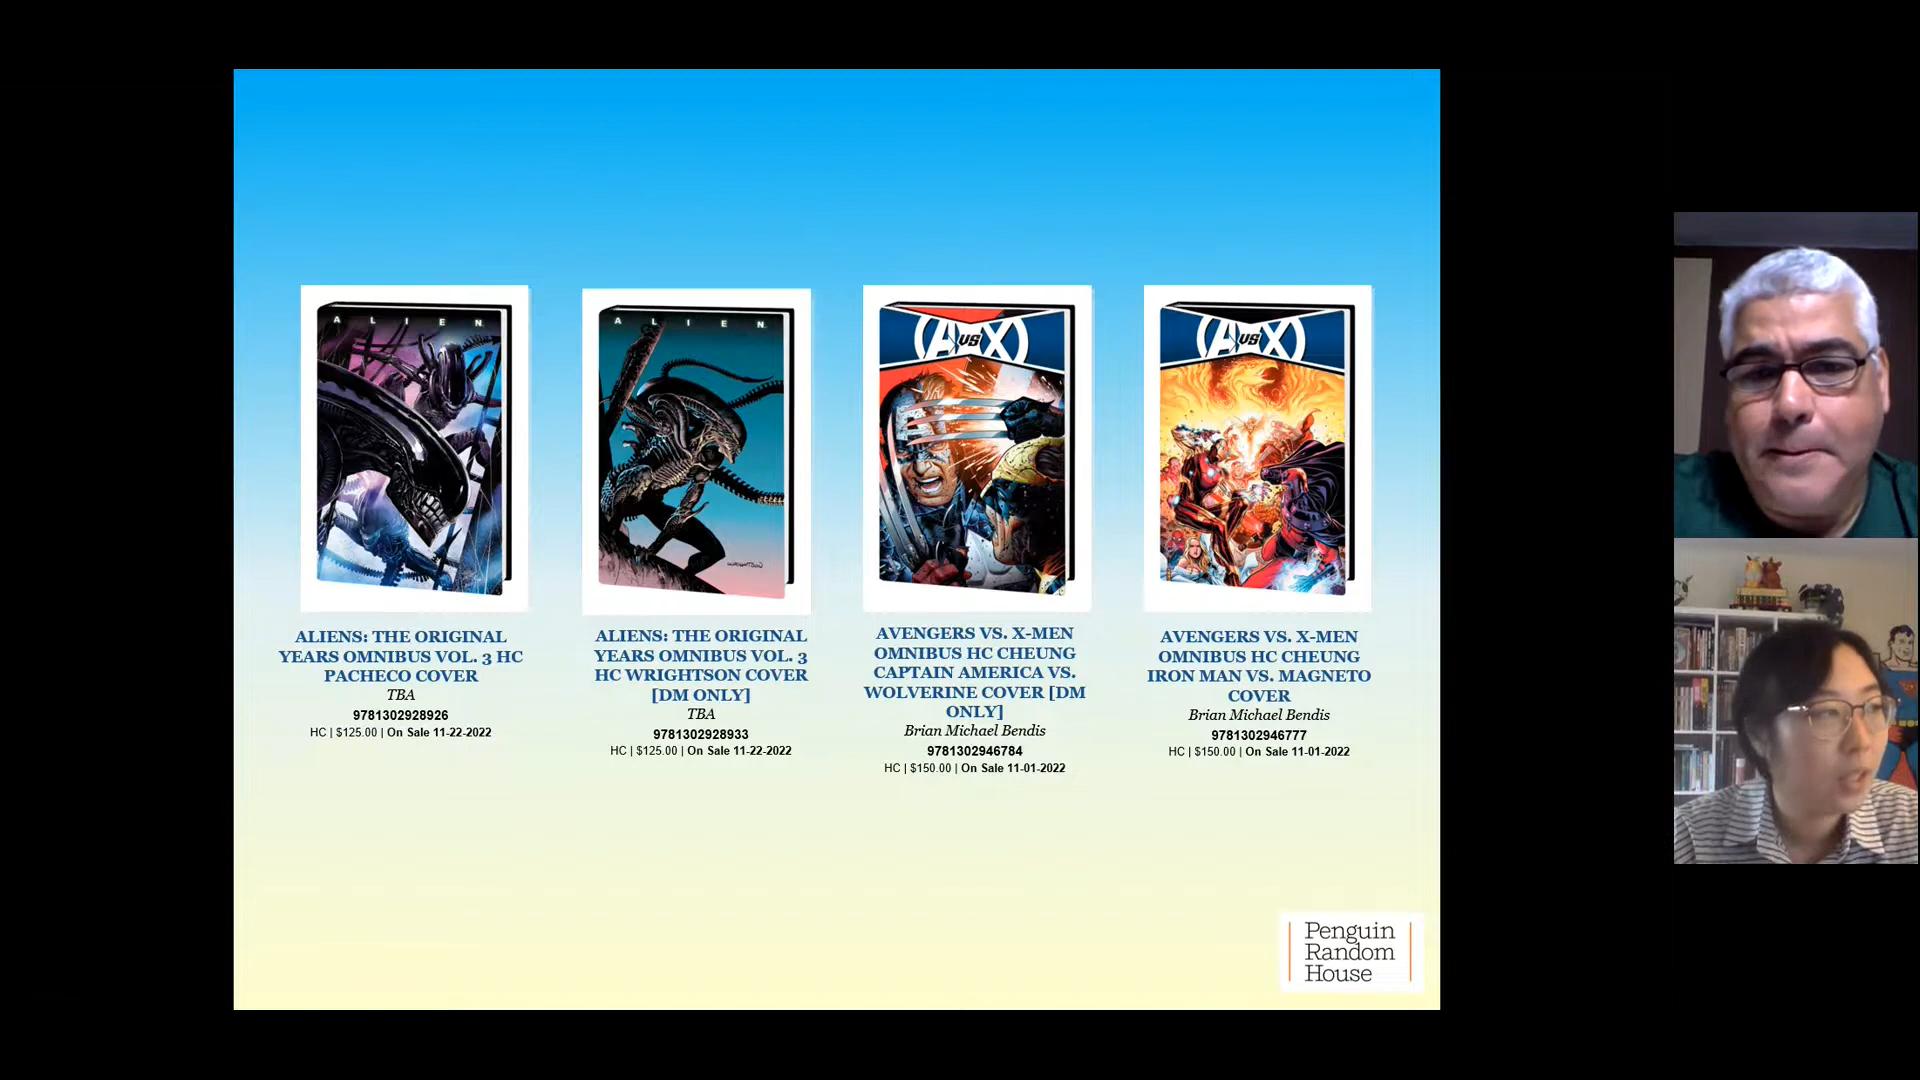 A L I E N
ALIENS: THE ORIGINAL
YEARS OMNIBUS VOL. 3 HC
PACHECO COVER
TBA
9781302928926
HC | $125.00 | On Sale 11-22-2022
A L I E N
WRIGHTSON
ALIENS: THE ORIGINAL
YEARS OMNIBUS VOL. 3
HC WRIGHTSON COVER
[DM ONLY]
TBA
9781302928933
HC | $125.00 | On Sale 11-22-2022
(A VS X)
AVENGERS VS. X-MEN
OMNIBUS HC CHEUNG
CAPTAIN AMERICA VS.
WOLVERINE COVER [DM
ONLY]
Brian Michael Bendis
9781302946784
HC | $150.00 | On Sale 11-01-2022
(A VS X)
AVENGERS VS. X-MEN
OMNIBUS HC CHEUNG
IRON MAN VS. MAGNETO
COVER
Brian Michael Bendis
9781302946777
HC | $150.00 | On Sale 11-01-2022
Penguin
Random
House